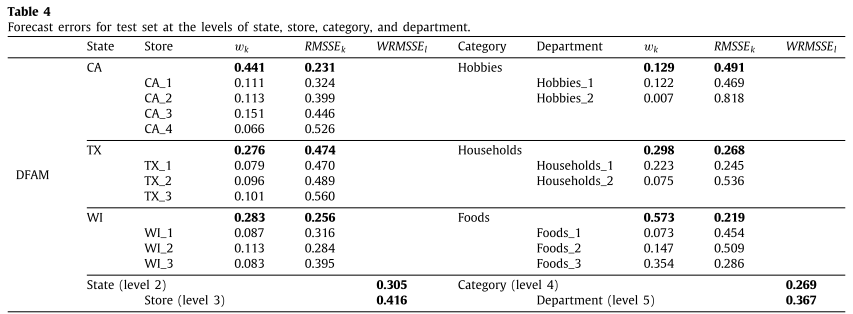 Table 4
Forecast errors for test set at the levels of state, store, category, and department.
State Store w_k RMSSE_k WRMSSE_l Category Department w_k RMSSE_k WRMSSE_l
CA 0.441 0.231 Hobbies 0.129 0.491
CA_1 0.111 0.324 Hobbies_1 0.122 0.469
CA_2 0.113 0.399 Hobbies_2 0.007 0.818
CA_3 0.151 0.446
CA_4 0.066 0.526
TX 0.276 0.474 Households 0.298 0.268
TX_1 0.079 0.470 Households_1 0.223 0.245
DFAM TX_2 0.096 0.489 Households_2 0.075 0.536
TX_3 0.101 0.560
WI 0.283 0.256 Foods 0.573 0.219
WI_1 0.087 0.316 Foods_1 0.073 0.454
WI_2 0.113 0.284 Foods_2 0.147 0.509
WI_3 0.083 0.395 Foods_3 0.354 0.286
State (level 2) 0.305 Category (level 4) 0.269
Store (level 3) 0.416 Department (level 5) 0.367